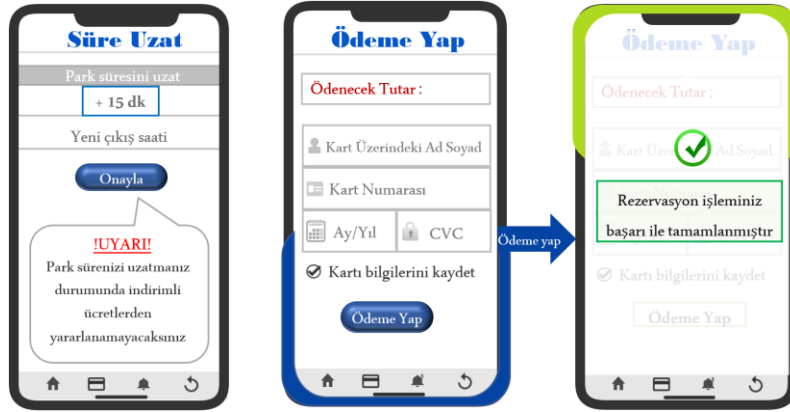 Süre Uzat
Park süresini uzat
+ 15 dk
Yeni çıkış saati
Onayla
!UYARI!
Park sürenizi uzatmanız
durumunda indirimli
ücretlerden
yararlanamayacaksınız
Ödeme Yap
Ödenecek Tutar :
Kart Üzerindeki Ad Soyad
Kart Numarası
Ay/Yıl
CVC
Kartı bilgilerini kaydet
Ödeme Yap
Ödeme yap
Ödeme Yap
Ödenecek Tutar :
Kart Üzer Ad Soyad
Rezervasyon işleminiz
başarı ile tamamlanmıştır
Kartı bilgilerini kaydet
Ödeme Yap